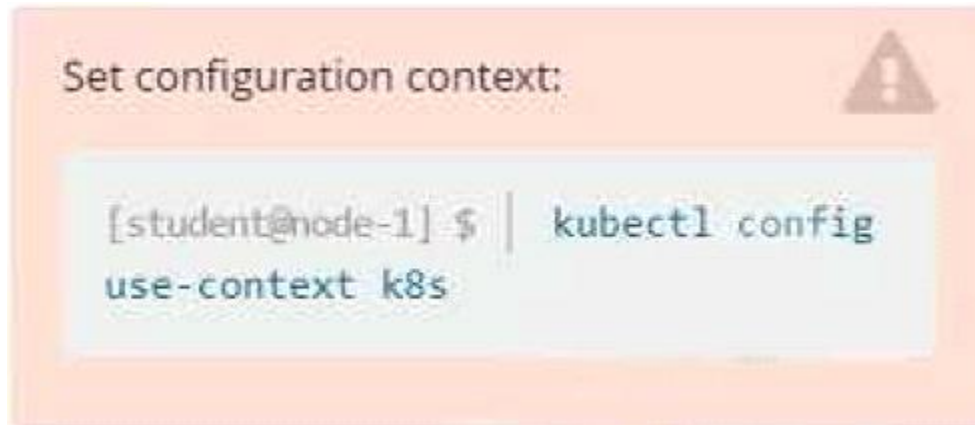 Set configuration context:
[student@node-1] $ | kubectl config
use-context k8s